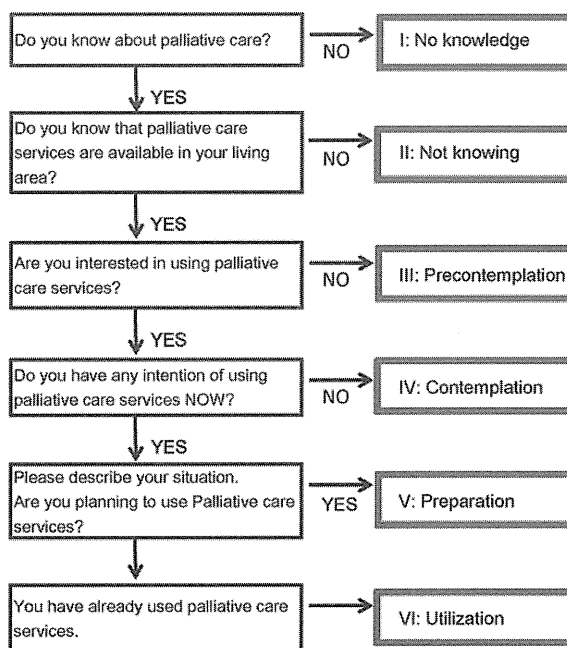 Do you know about palliative care?
NO
I: No knowledge
YES
Do you know that palliative care
services are available in your living
area?
NO
II: Not knowing
YES
Are you interested in using palliative
care services?
NO
III: Precontemplation
YES
Do you have any intention of using
palliative care services NOW?
NO
IV: Contemplation
YES
Please describe your situation.
Are you planning to use Palliative care
services?
YES
V: Preparation
You have already used palliative care
services.
VI: Utilization